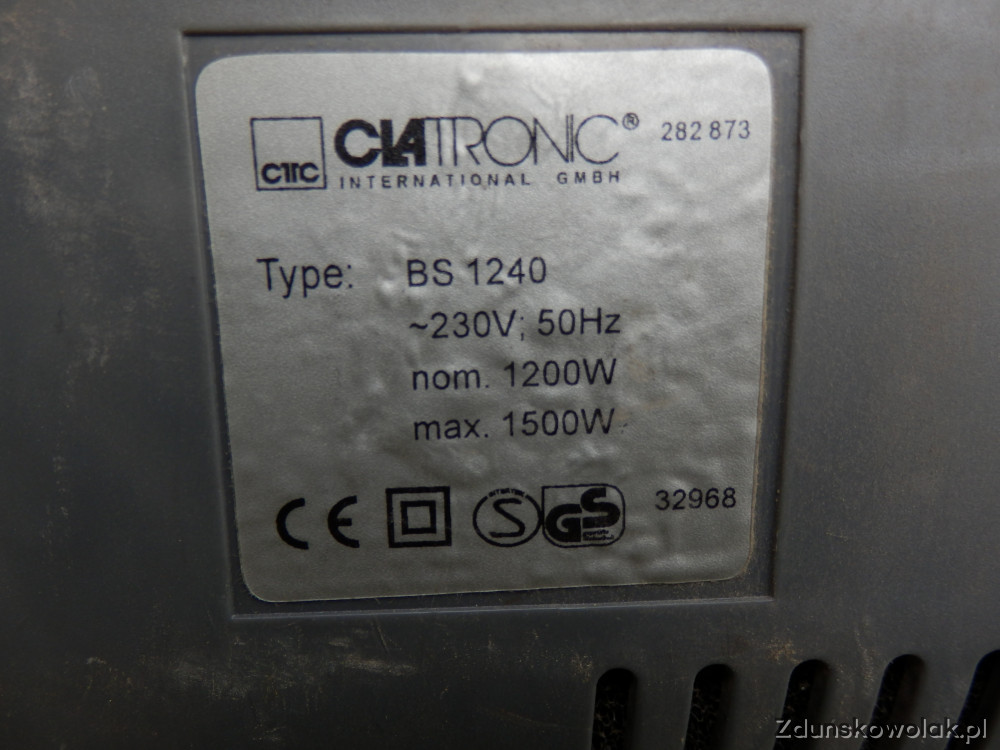 CTC CLATRONIC® 282 873
INTERNATIONAL GMBH
Type: BS 1240
~230V; 50Hz
nom. 1200W
max. 1500W
CE S GS 32968
Zdunskowolak.pl